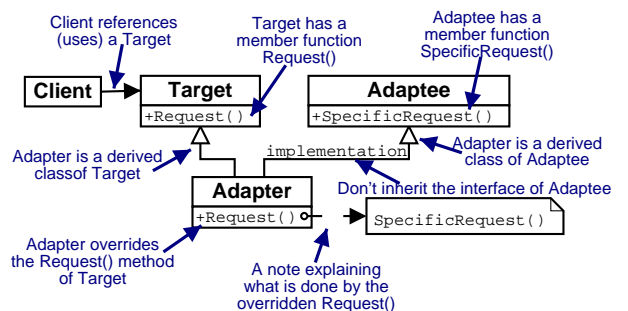 Client references
(uses) a Target
Target has a
member function
Request()
Adaptee has a
member function
SpecificRequest()
Client
Target
+Request()
Adaptee
+SpecificRequest()
Adapter is a derived
classof Target
implementation
Adapter is a derived
class of Adaptee
Don't inherit the interface of Adaptee
Adapter
+Request()
SpecificRequest()
Adapter overrides
the Request() method
of Target
A note explaining
what is done by the
overridden Request()